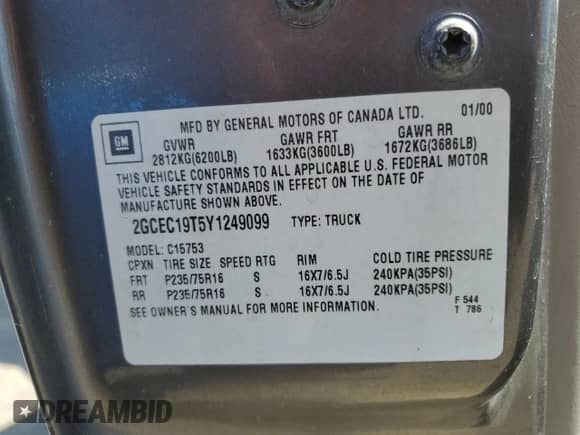 MFD BY GENERAL MOTORS OF CANADA LTD. 01/00
GM
GVWR GAWR FRT GAWR RR
2812KG(6200LB) 1633KG(3600LB) 1672KG(3686LB)
THIS VEHICLE CONFORMS TO ALL APPLICABLE U.S. FEDERAL MOTOR
VEHICLE SAFETY STANDARDS IN EFFECT ON THE DATE OF
MANUFACTURE SHOWN ABOVE.
2GCEC19T5Y1249099 TYPE: TRUCK
MODEL: C15753
CPXN TIRE SIZE SPEED RTG RIM COLD TIRE PRESSURE
FRT P235/75R16 S 16X7/6.5J 240KPA(35PSI)
RR P235/75R16 S 16X7/6.5J 240KPA(35PSI)
SEE OWNER'S MANUAL FOR MORE INFORMATION.
F 544
T 786
DREAMBID